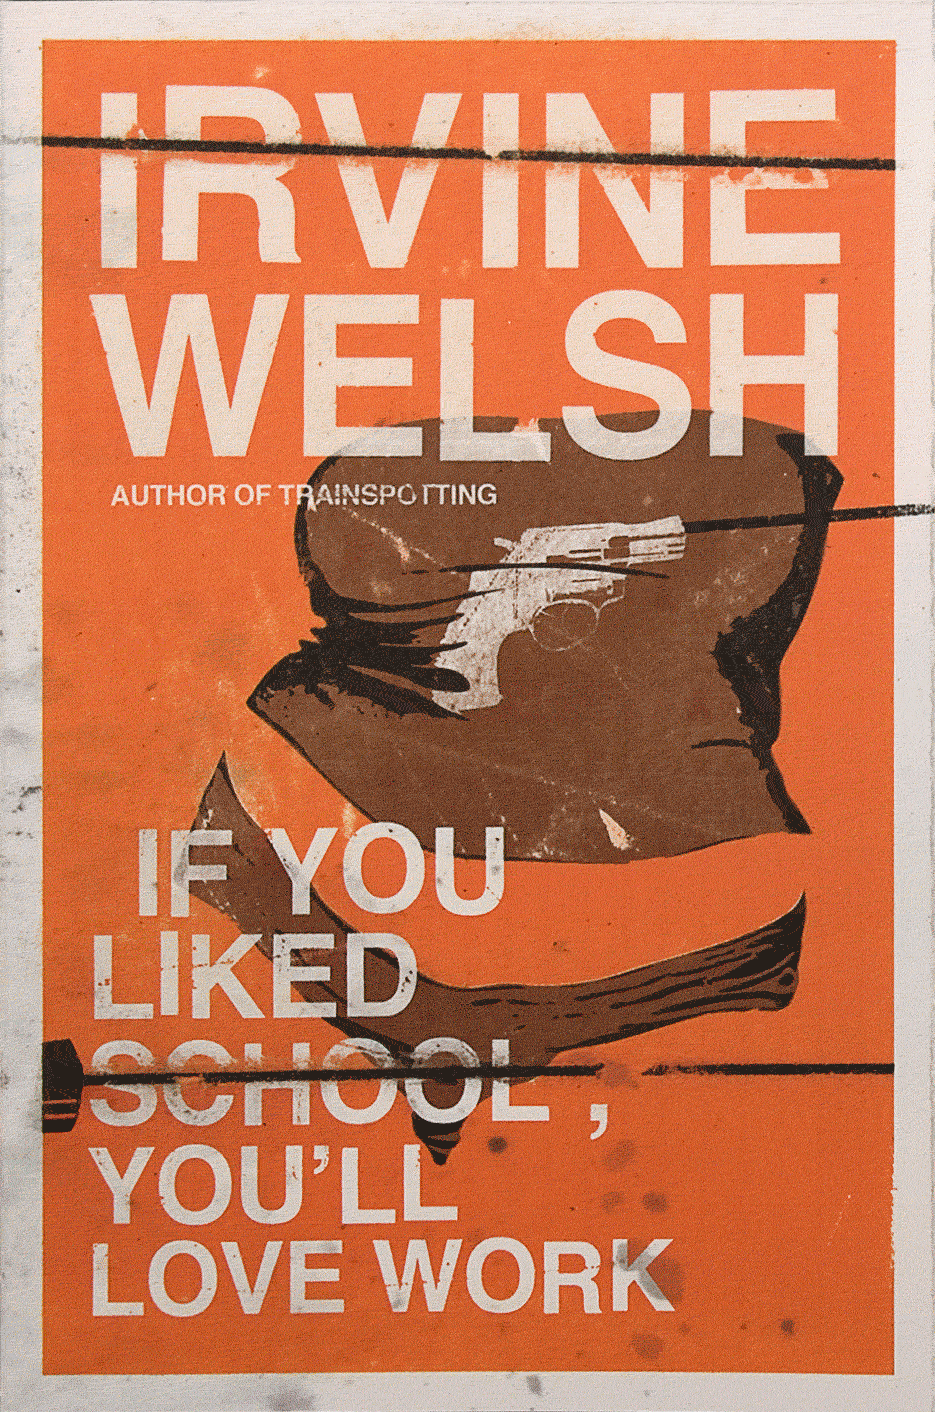 IRVINE
WELSH
AUTHOR OF TRAINSPOTTING
IF YOU
LIKED
SCHOOL ,
YOU'LL
LOVE WORK